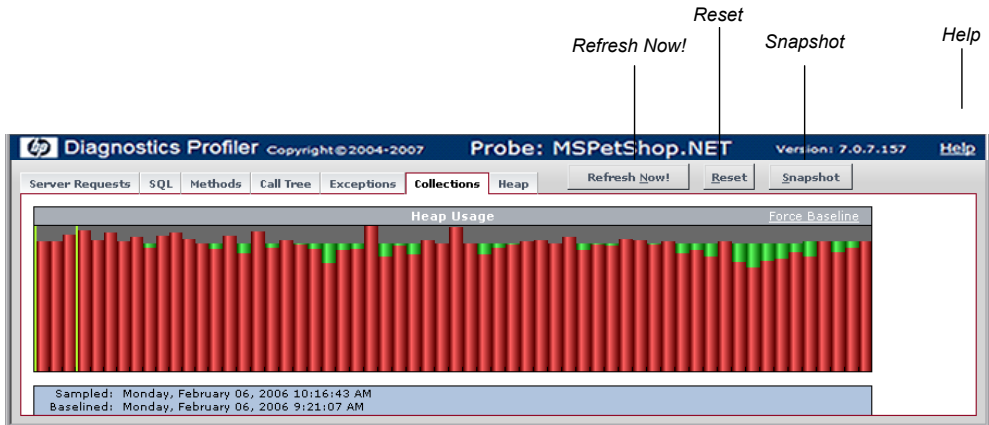 Reset
Refresh Now!
Snapshot
Help
hp Diagnostics Profiler Copyright©2004-2007 Probe: MSPetShop.NET Version: 7.0.7.157 Help
Server Requests SQL Methods Call Tree Exceptions Collections Heap Refresh Now! Reset Snapshot
Heap Usage Force Baseline
Sampled: Monday, February 06, 2006 10:16:43 AM
Baselined: Monday, February 06, 2006 9:21:07 AM